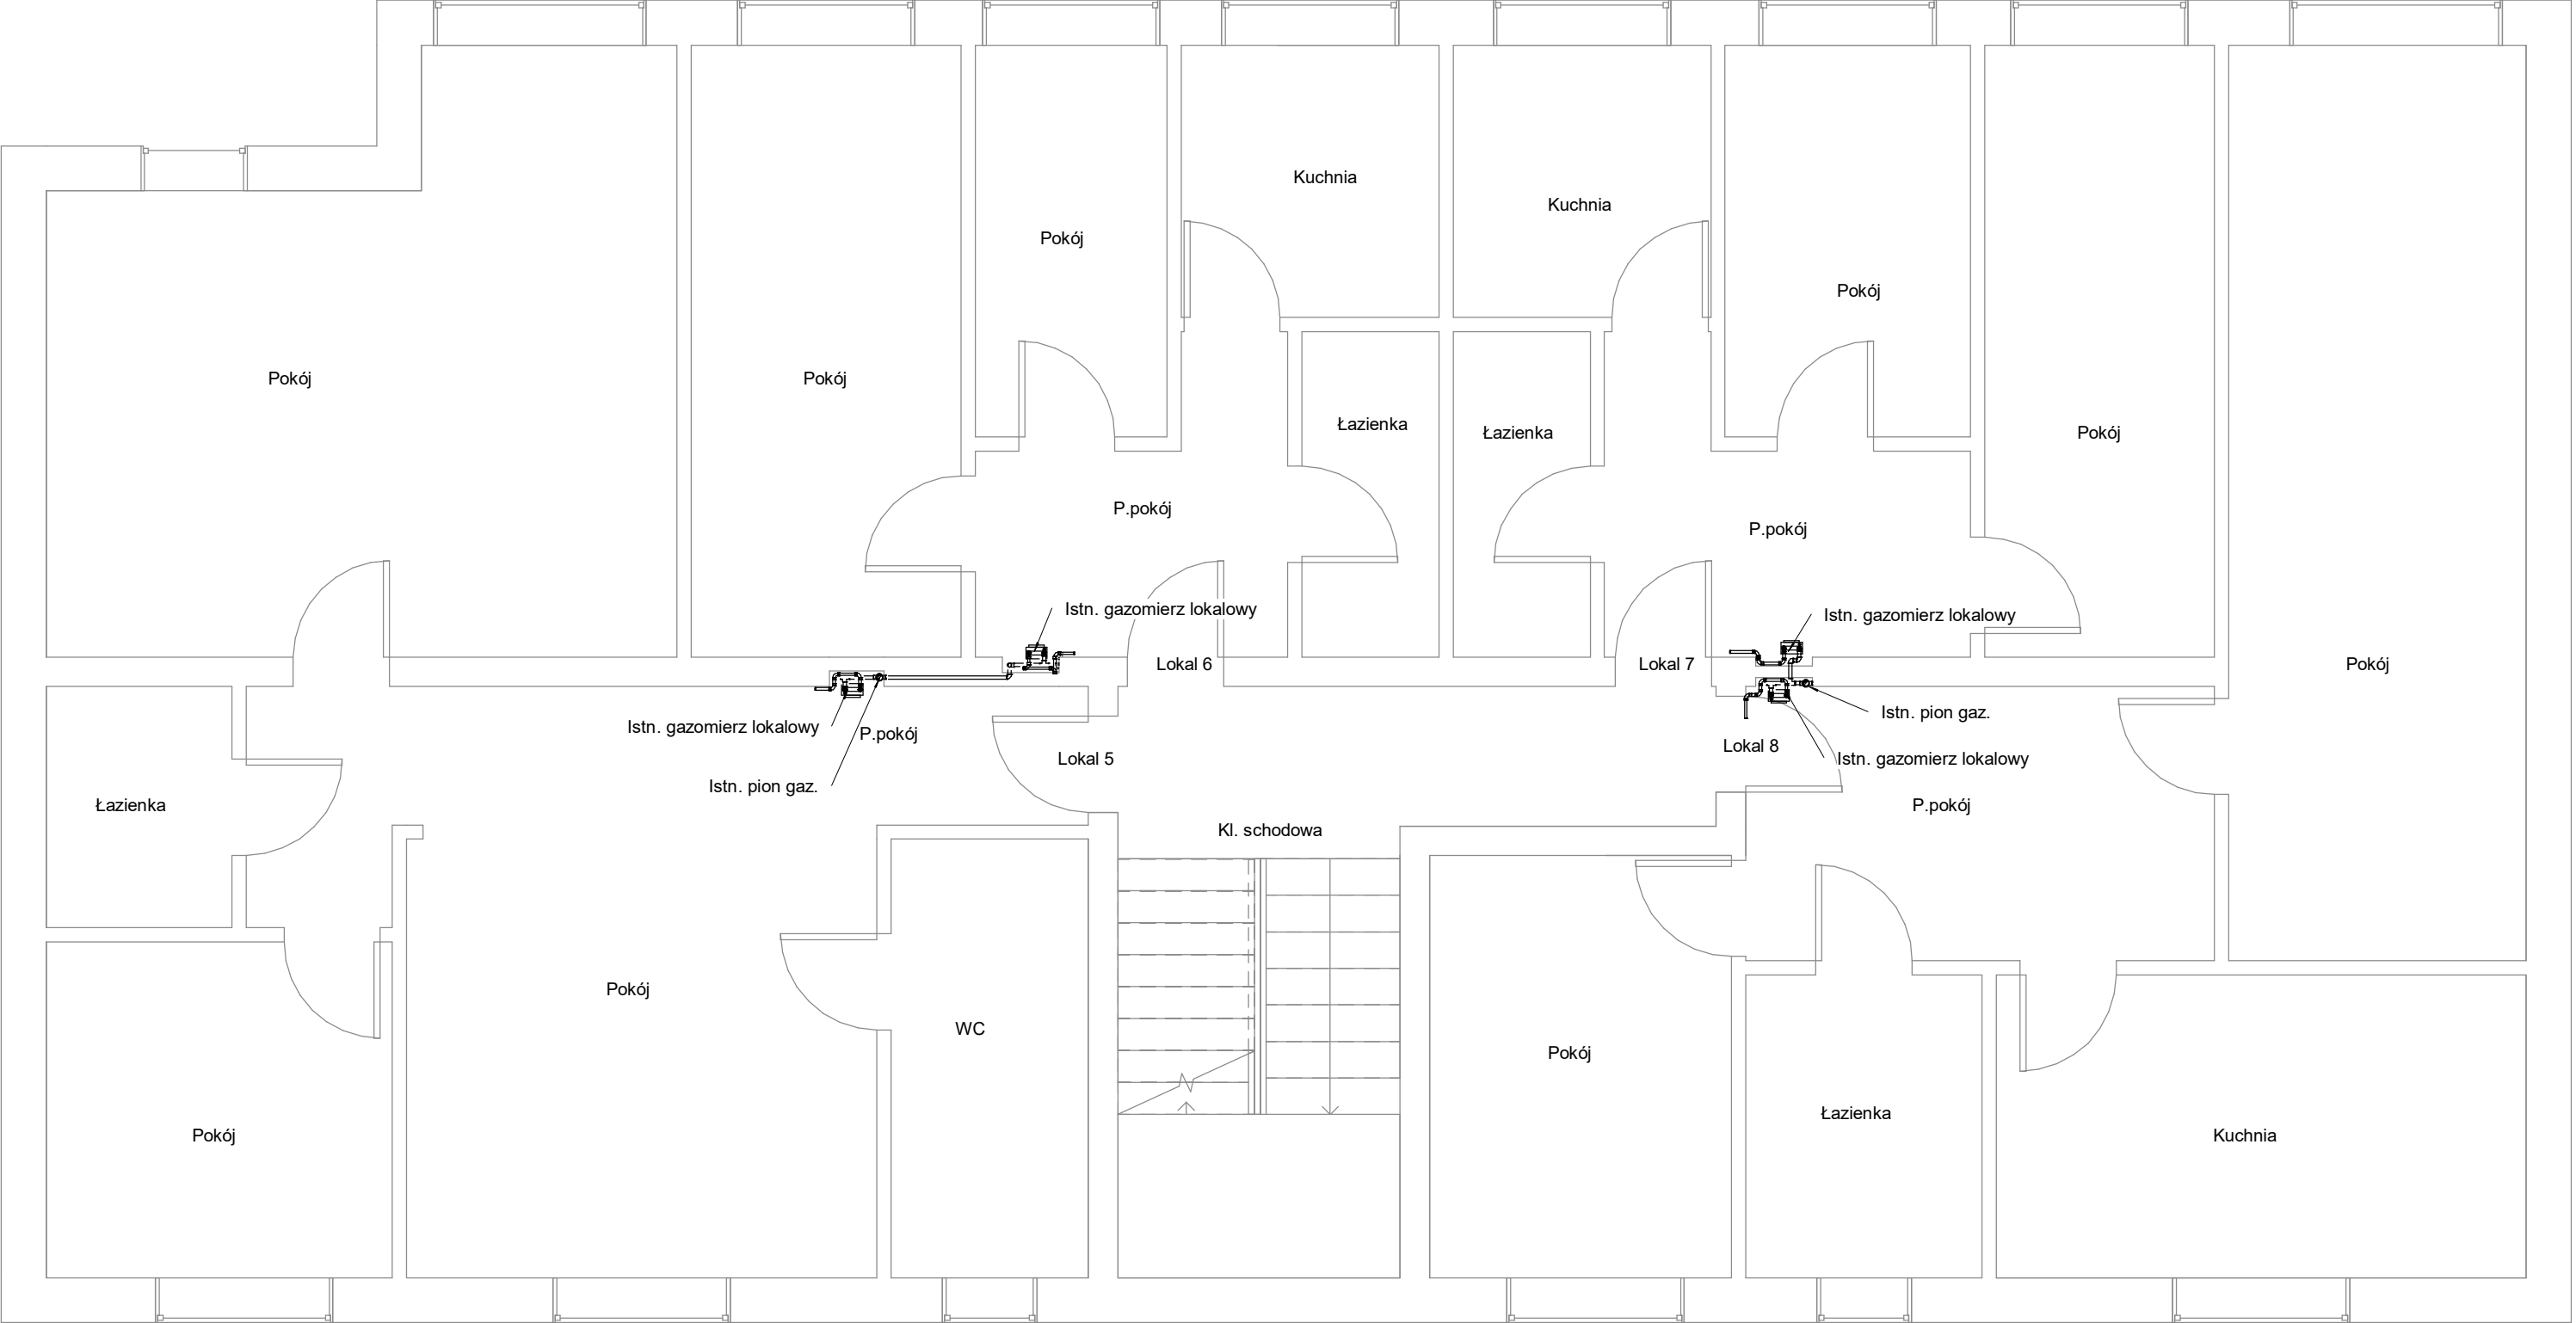 Kuchnia
Kuchnia
Pokój
Pokój
Pokój
Pokój
Łazienka
Łazienka
Pokój
P.pokój
P.pokój
Istn. gazomierz lokalowy
Istn. gazomierz lokalowy
Lokal 6
Lokal 7
Pokój
Istn. gazomierz lokalowy
P.pokój
Istn. pion gaz.
Lokal 5
Lokal 8
Istn. gazomierz lokalowy
Istn. pion gaz.
Łazienka
P.pokój
Kl. schodowa
Pokój
WC
Pokój
Łazienka
Pokój
Kuchnia